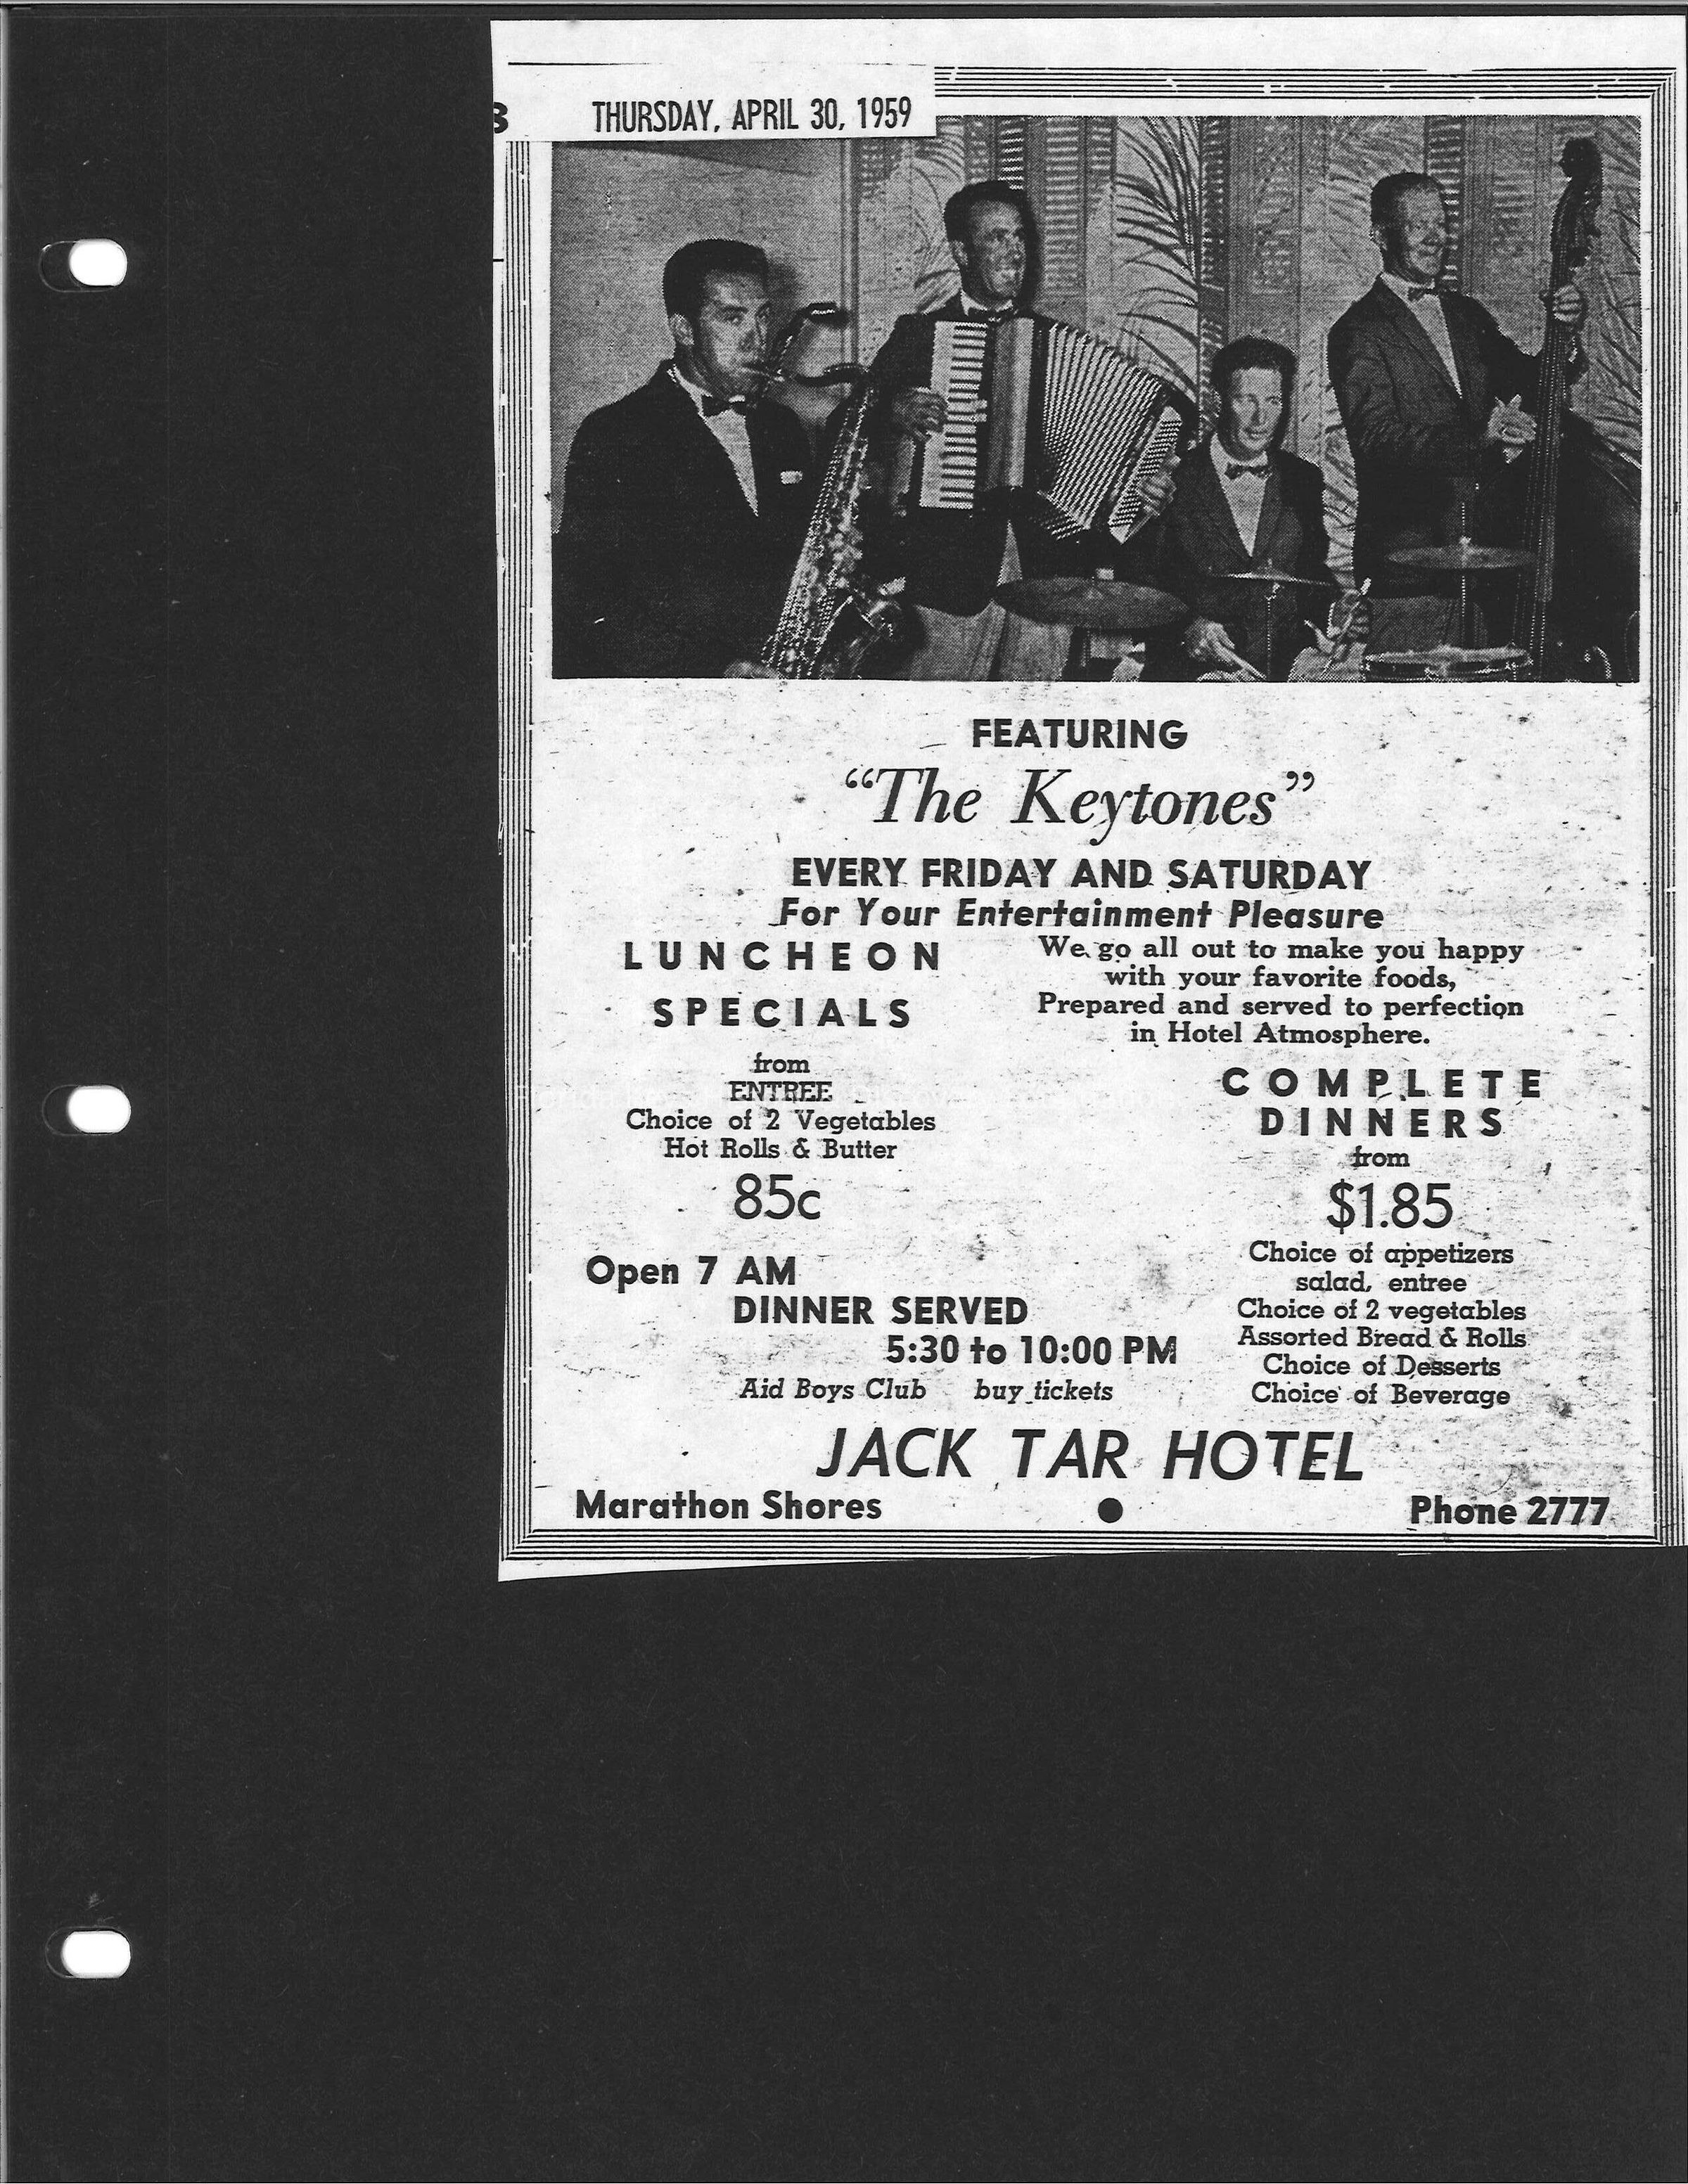 THURSDAY, APRIL 30, 1959
FEATURING
"The Keytones"
EVERY FRIDAY AND SATURDAY
For Your Entertainment Pleasure
LUNCHEON
SPECIALS
from
ENTREE
Choice of 2 Vegetables
Hot Rolls & Butter
85c
We go all out to make you happy
with your favorite foods,
Prepared and served to perfection
in Hotel Atmosphere.
COMPLETE
DINNERS
from
$1.85
Choice of appetizers
salad, entree
Choice of 2 vegetables
Assorted Bread & Rolls
Choice of Desserts
Choice of Beverage
Open 7 AM
DINNER SERVED
5:30 to 10:00 PM
Aid Boys Club buy tickets
JACK TAR HOTEL
Marathon Shores • Phone 2777